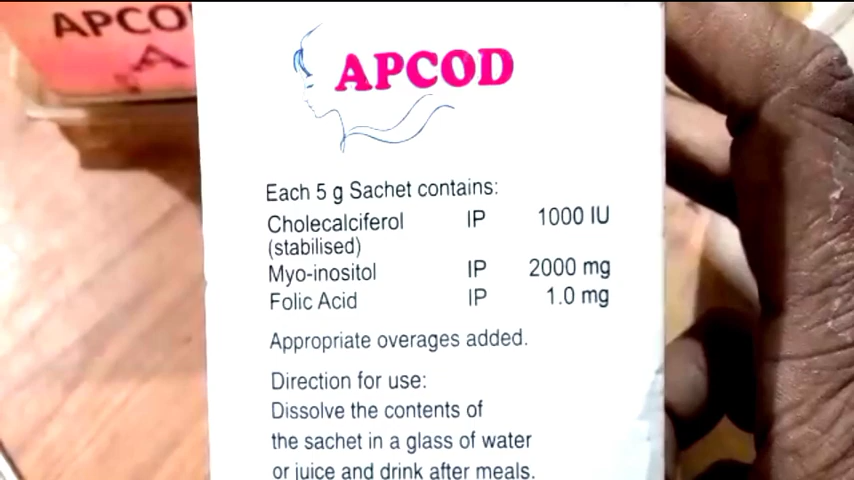 APCO
A
APCOD
Each 5 g Sachet contains:
Cholecalciferol IP 1000 IU
(stabilised)
Myo-inositol IP 2000 mg
Folic Acid IP 1.0 mg
Appropriate overages added.
Direction for use:
Dissolve the contents of
the sachet in a glass of water
or juice and drink after meals.